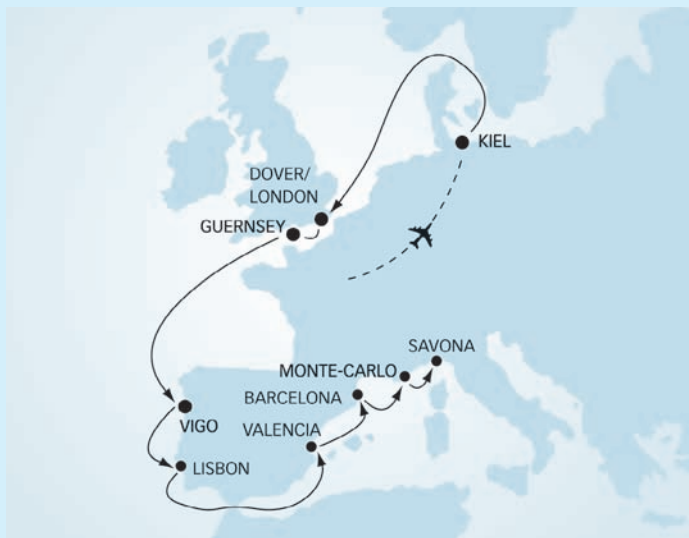 KIEL
DOVER/
LONDON
GUERNSEY
SAVONA
MONTE-CARLO
BARCELONA
VALENCIA
VIGO
LISBON